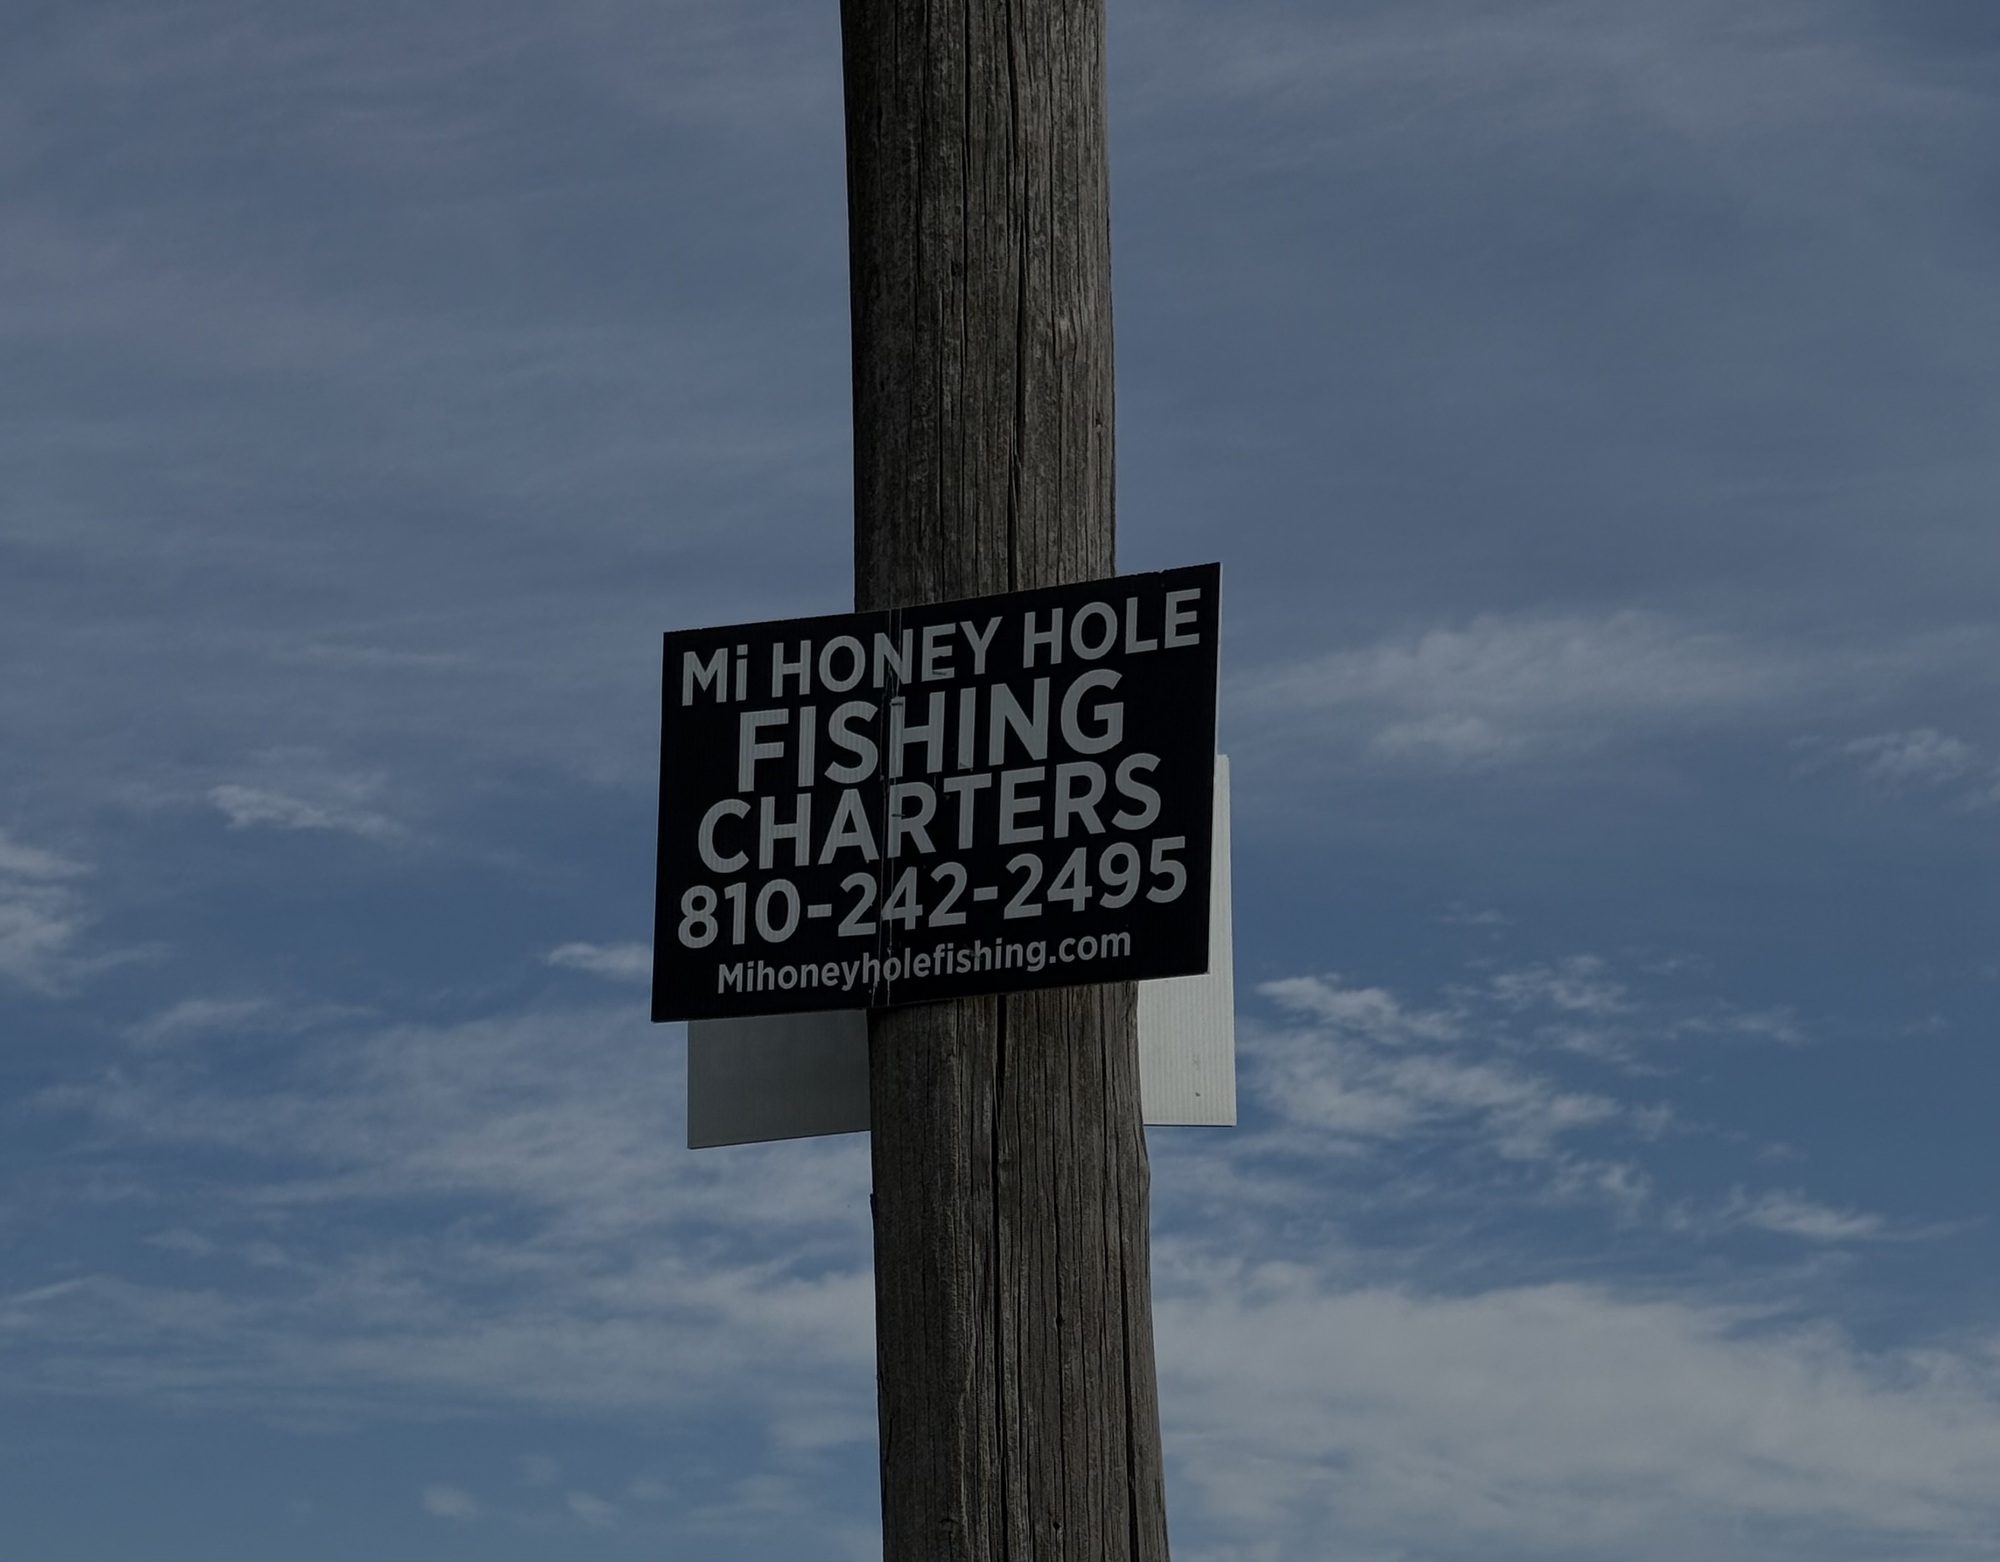 Mi HONEY HOLE
FISHING
CHARTERS
810-242-2495
Mihoneyholefishing.com